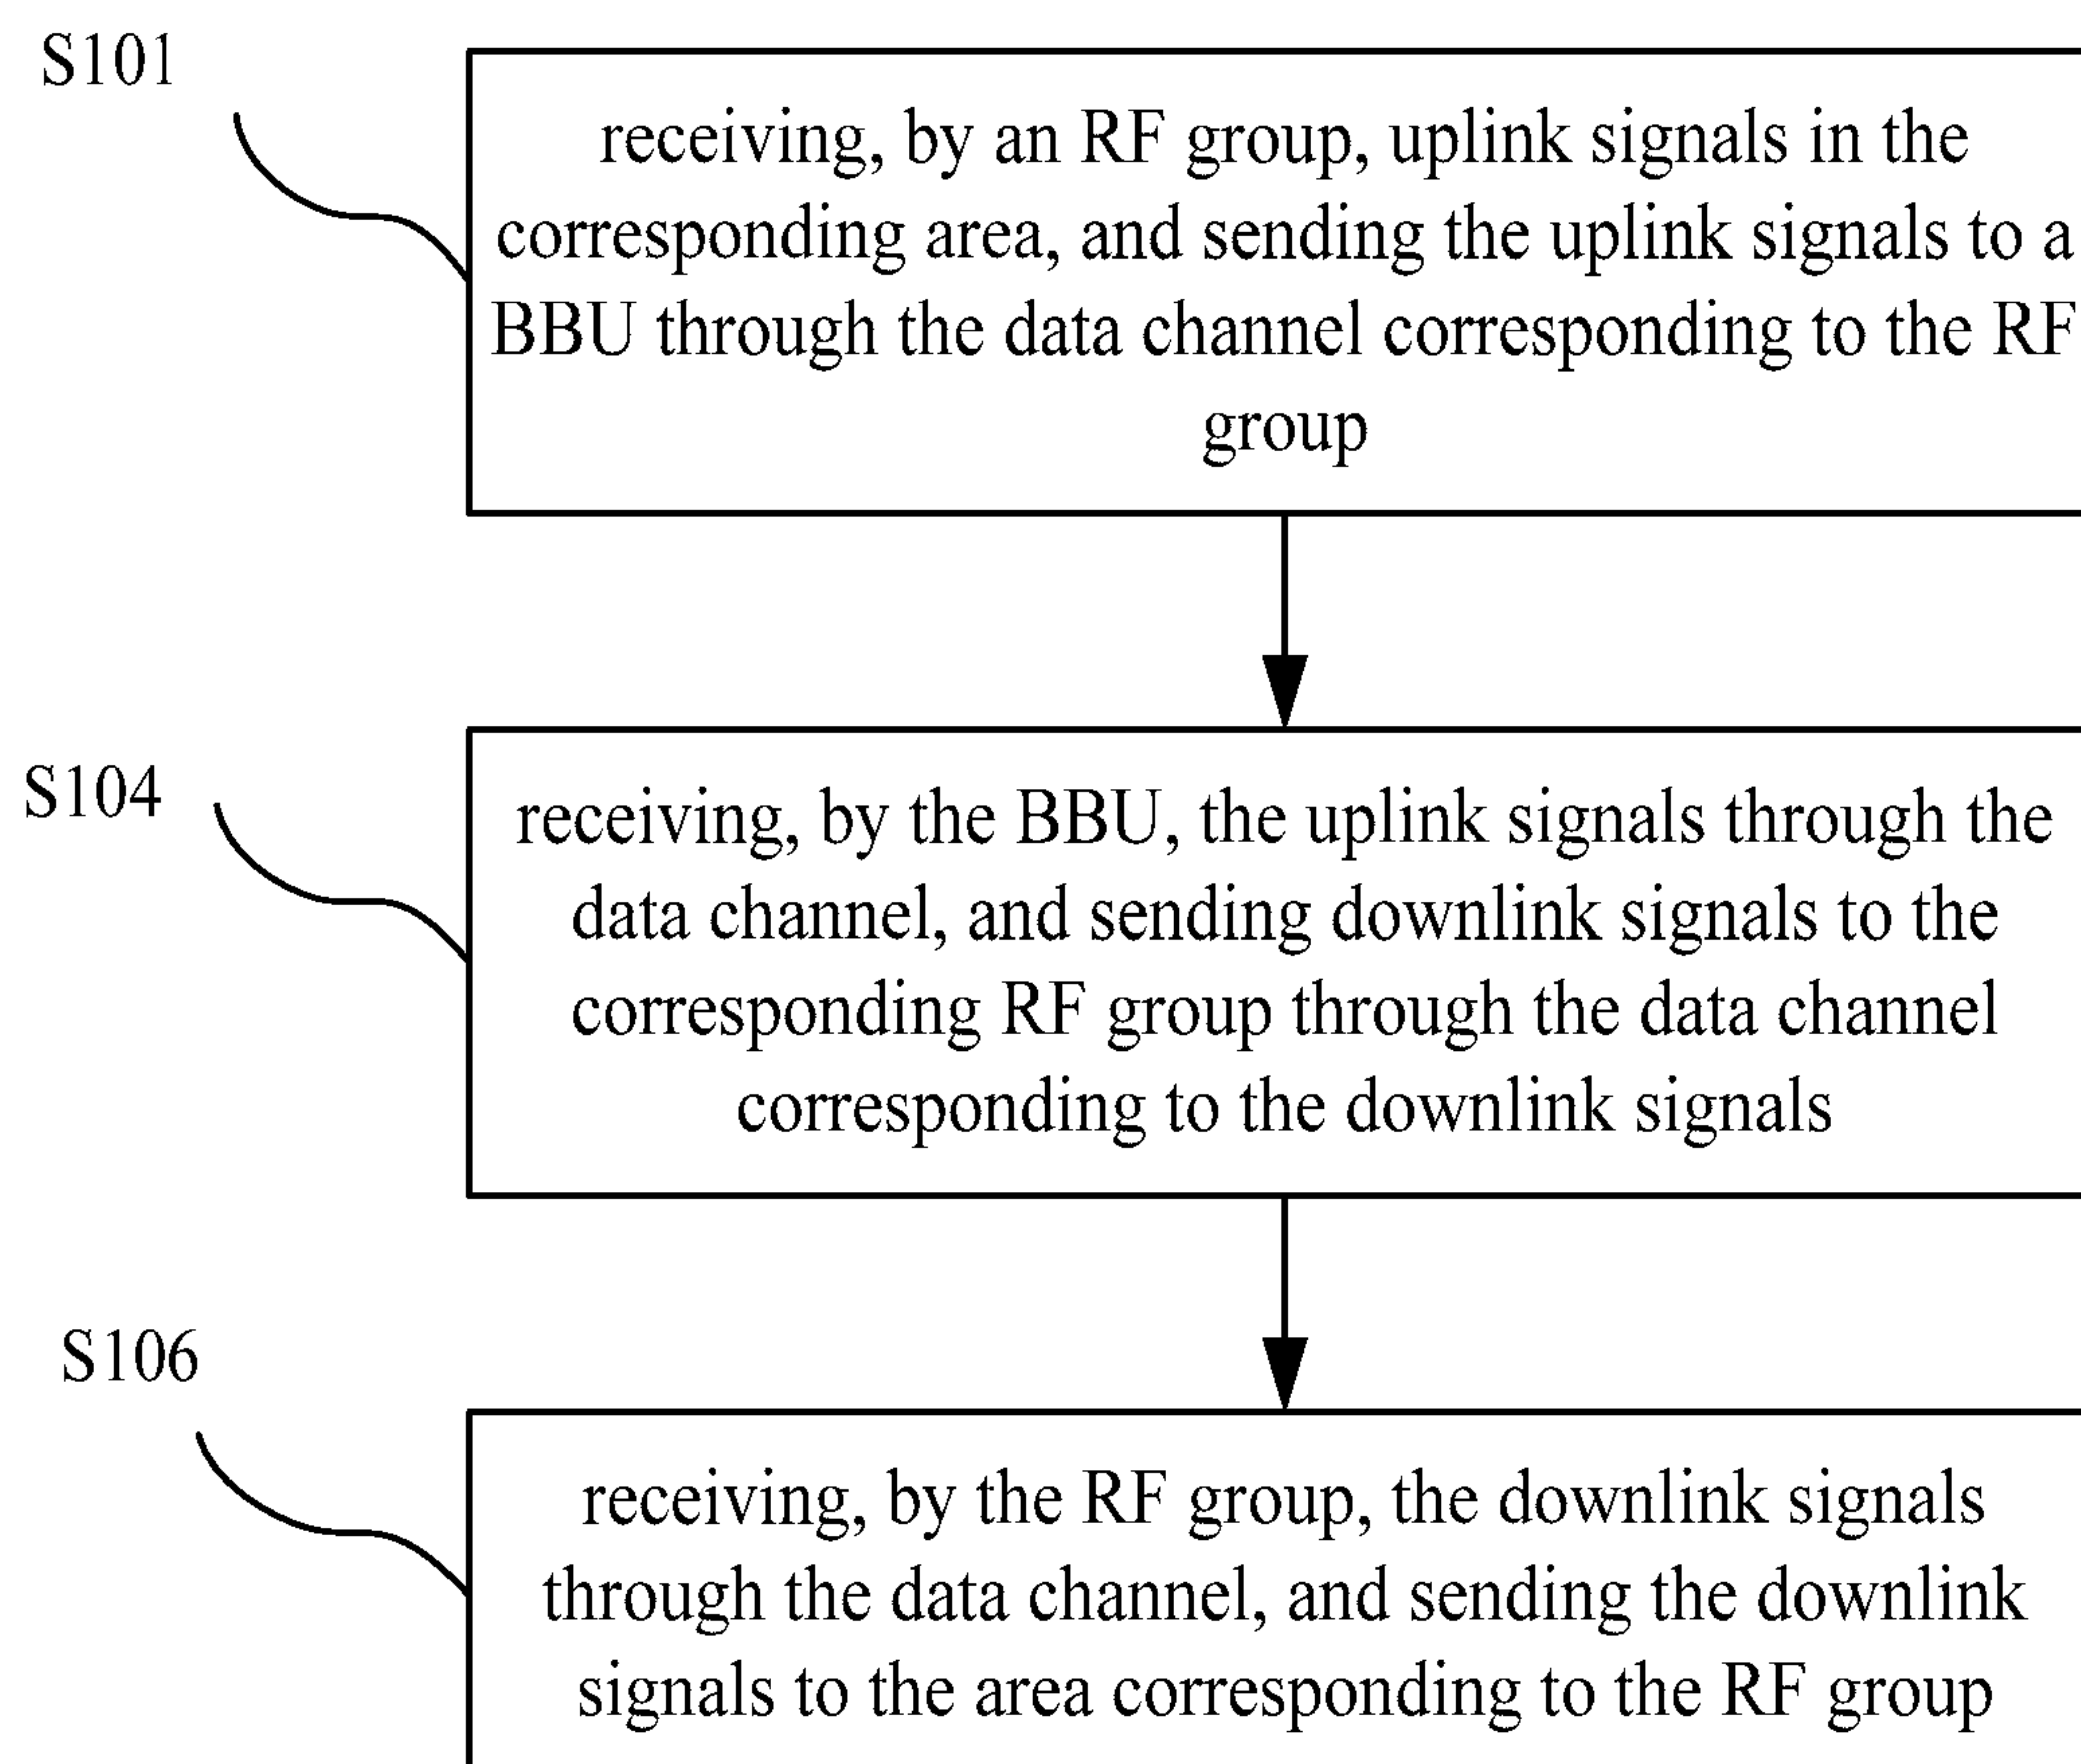 S101
receiving, by an RF group, uplink signals in the
corresponding area, and sending the uplink signals to a
BBU through the data channel corresponding to the RF
group
S104
receiving, by the BBU, the uplink signals through the
data channel, and sending downlink signals to the
corresponding RF group through the data channel
corresponding to the downlink signals
S106
receiving, by the RF group, the downlink signals
through the data channel, and sending the downlink
signals to the area corresponding to the RF group